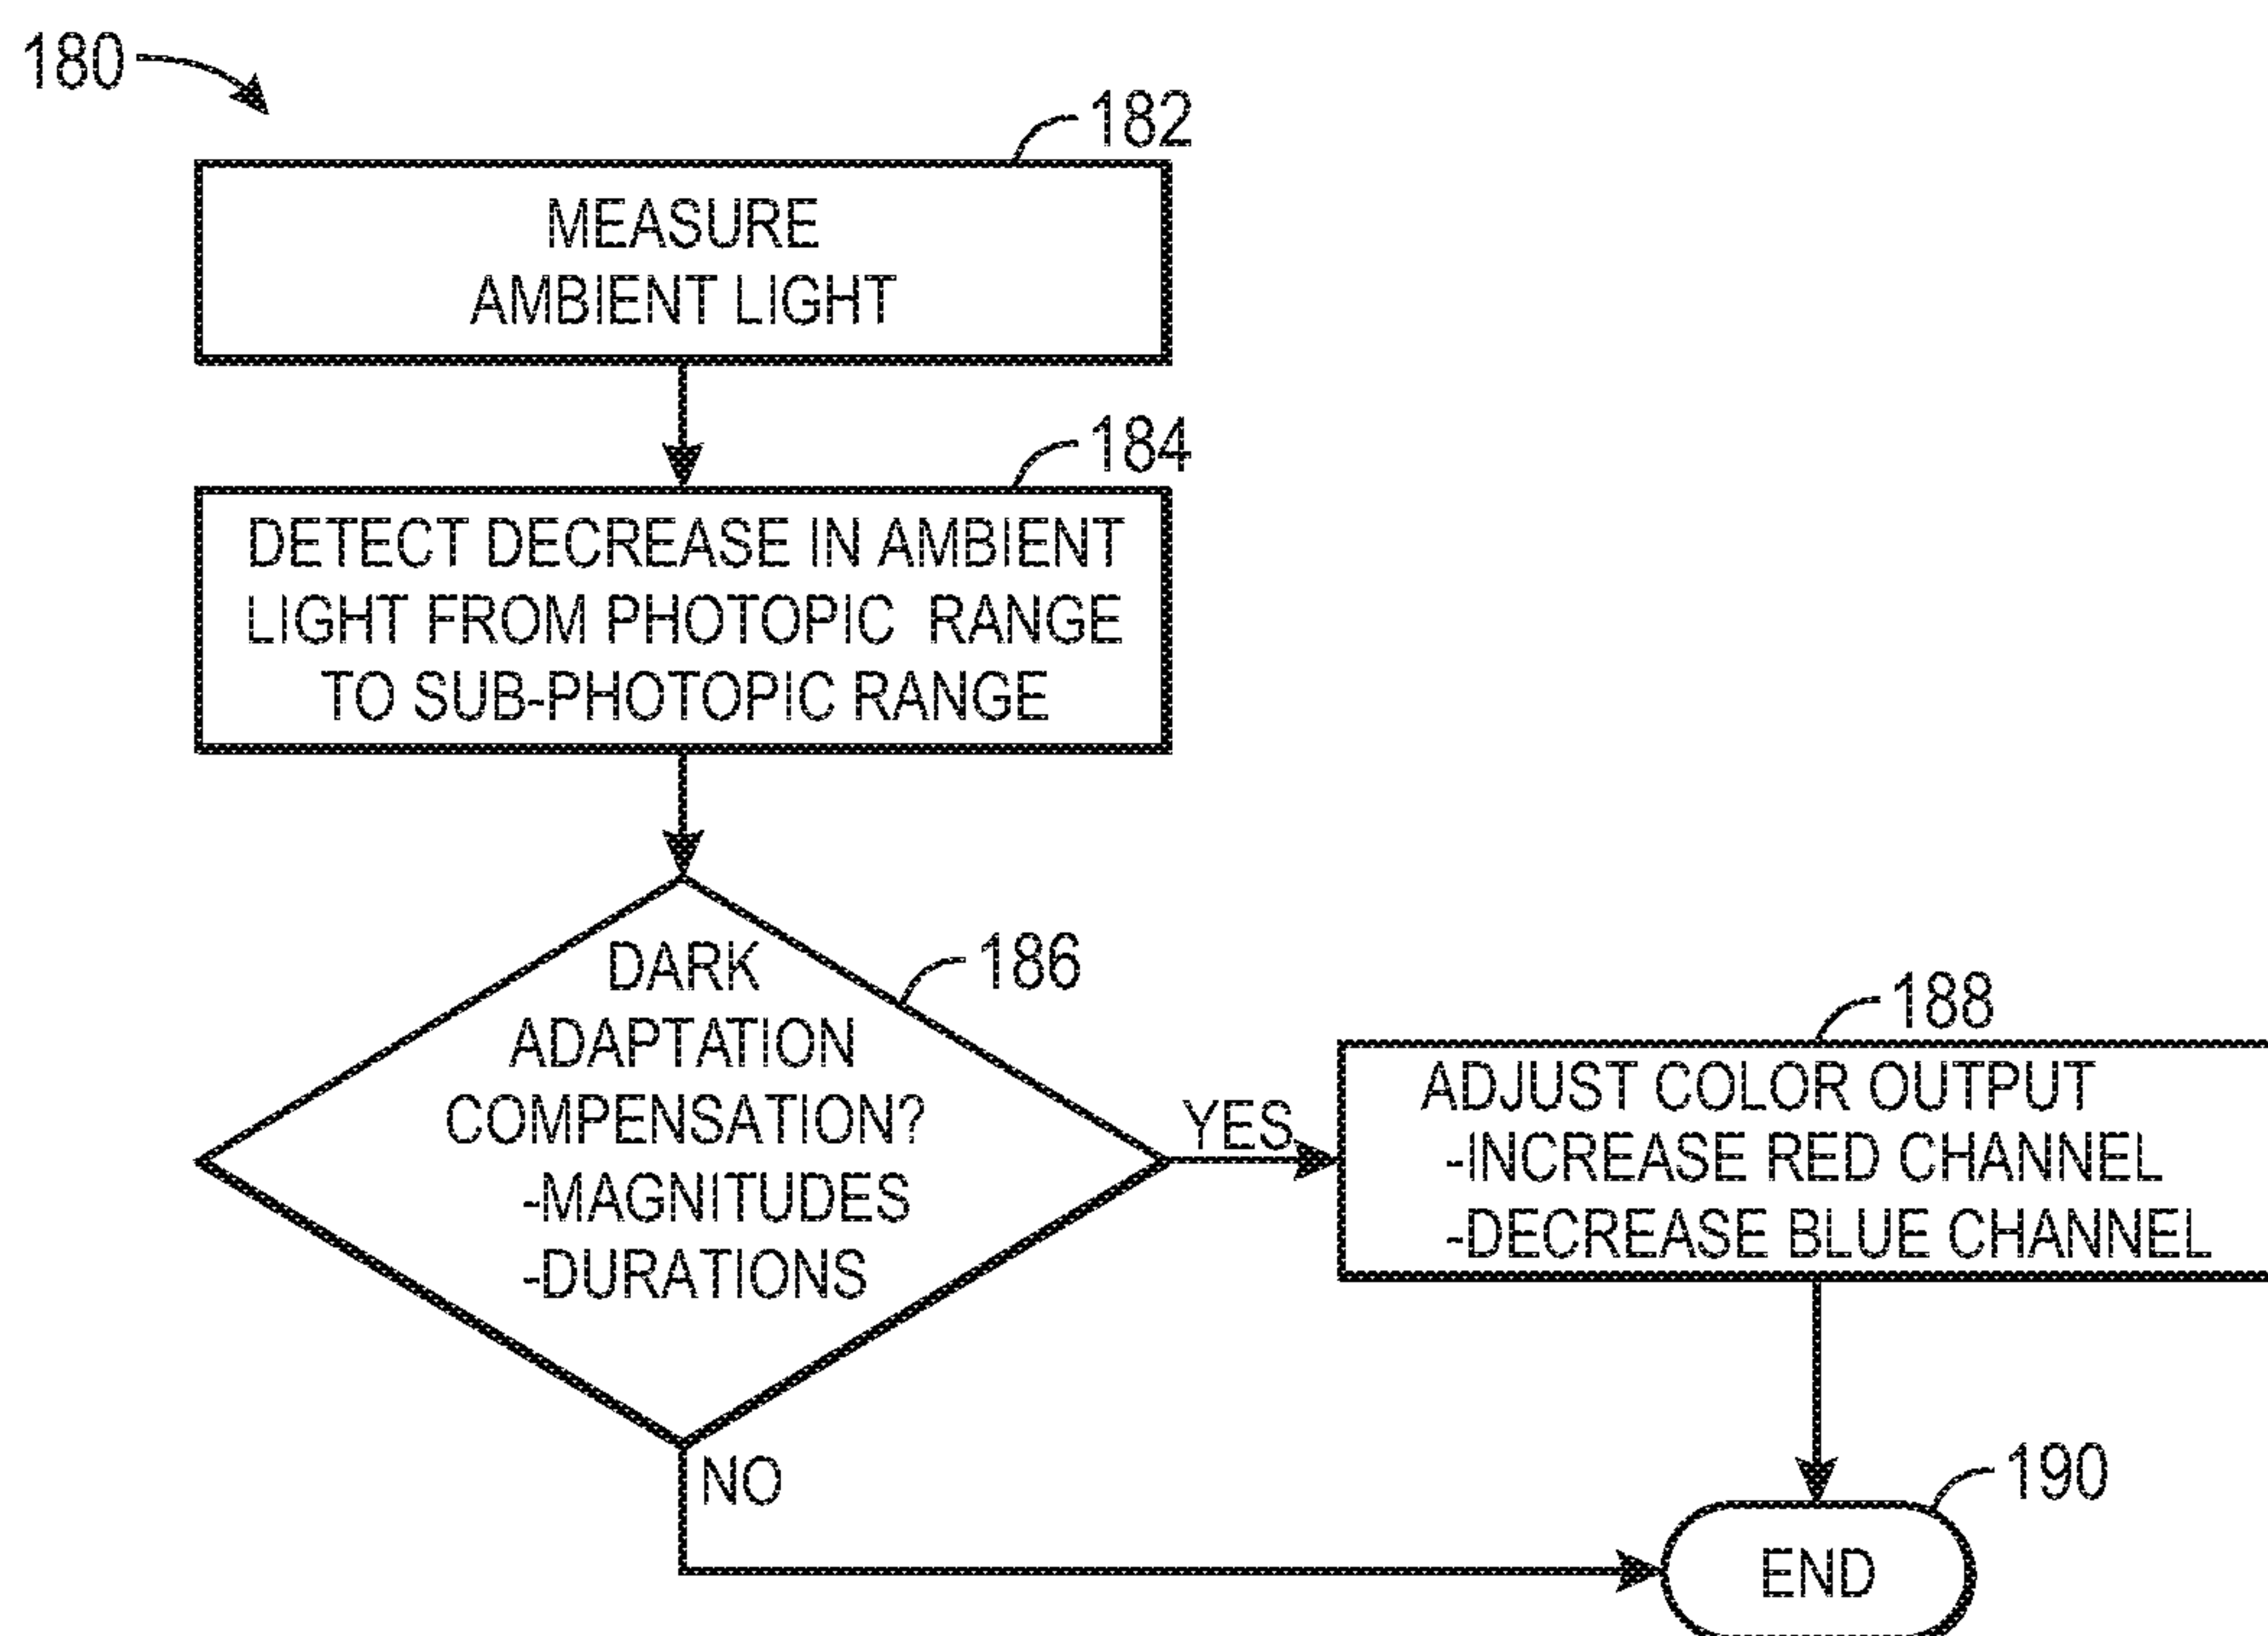 180
182
MEASURE
AMBIENT LIGHT
184
DETECT DECREASE IN AMBIENT
LIGHT FROM PHOTOPIC RANGE
TO SUB-PHOTOPIC RANGE
186
DARK
ADAPTATION
COMPENSATION?
-MAGNITUDES
-DURATIONS
YES
188
ADJUST COLOR OUTPUT
-INCREASE RED CHANNEL
-DECREASE BLUE CHANNEL
NO
190
END